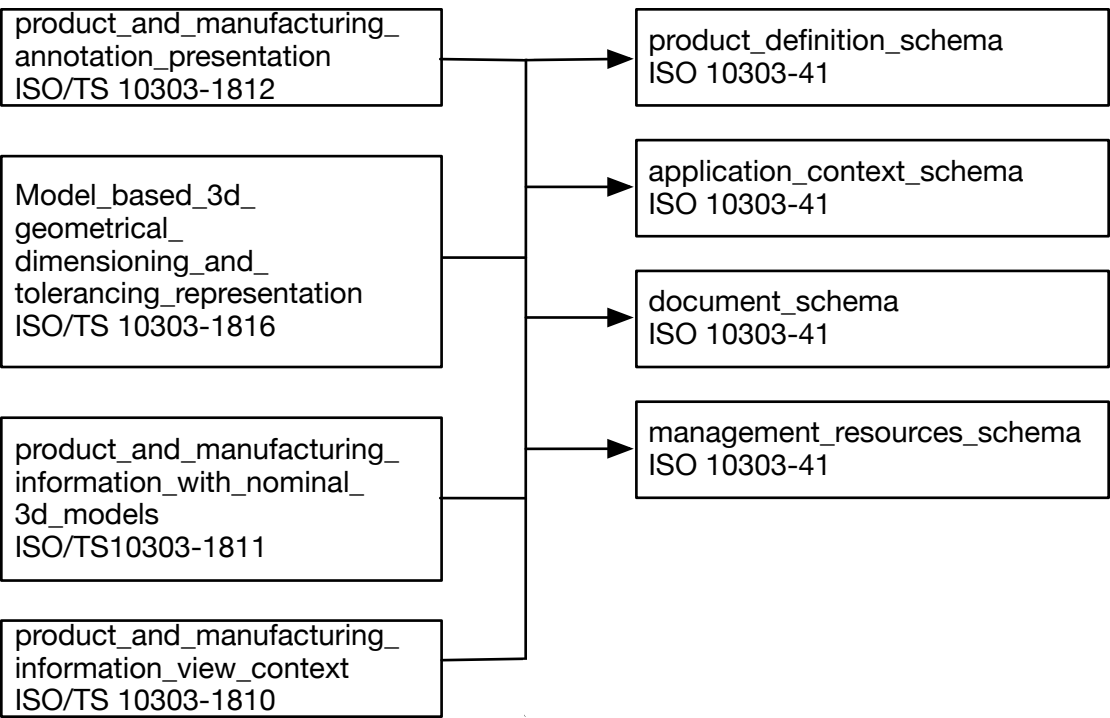 product_and_manufacturing_
annotation_presentation
ISO/TS 10303-1812
Model_based_3d_
geometrical_
dimensioning_and_
tolerancing_representation
ISO/TS 10303-1816
product_and_manufacturing_
information_with_nominal_
3d_models
ISO/TS10303-1811
product_and_manufacturing_
information_view_context
ISO/TS 10303-1810
product_definition_schema
ISO 10303-41
application_context_schema
ISO 10303-41
document_schema
ISO 10303-41
management_resources_schema
ISO 10303-41